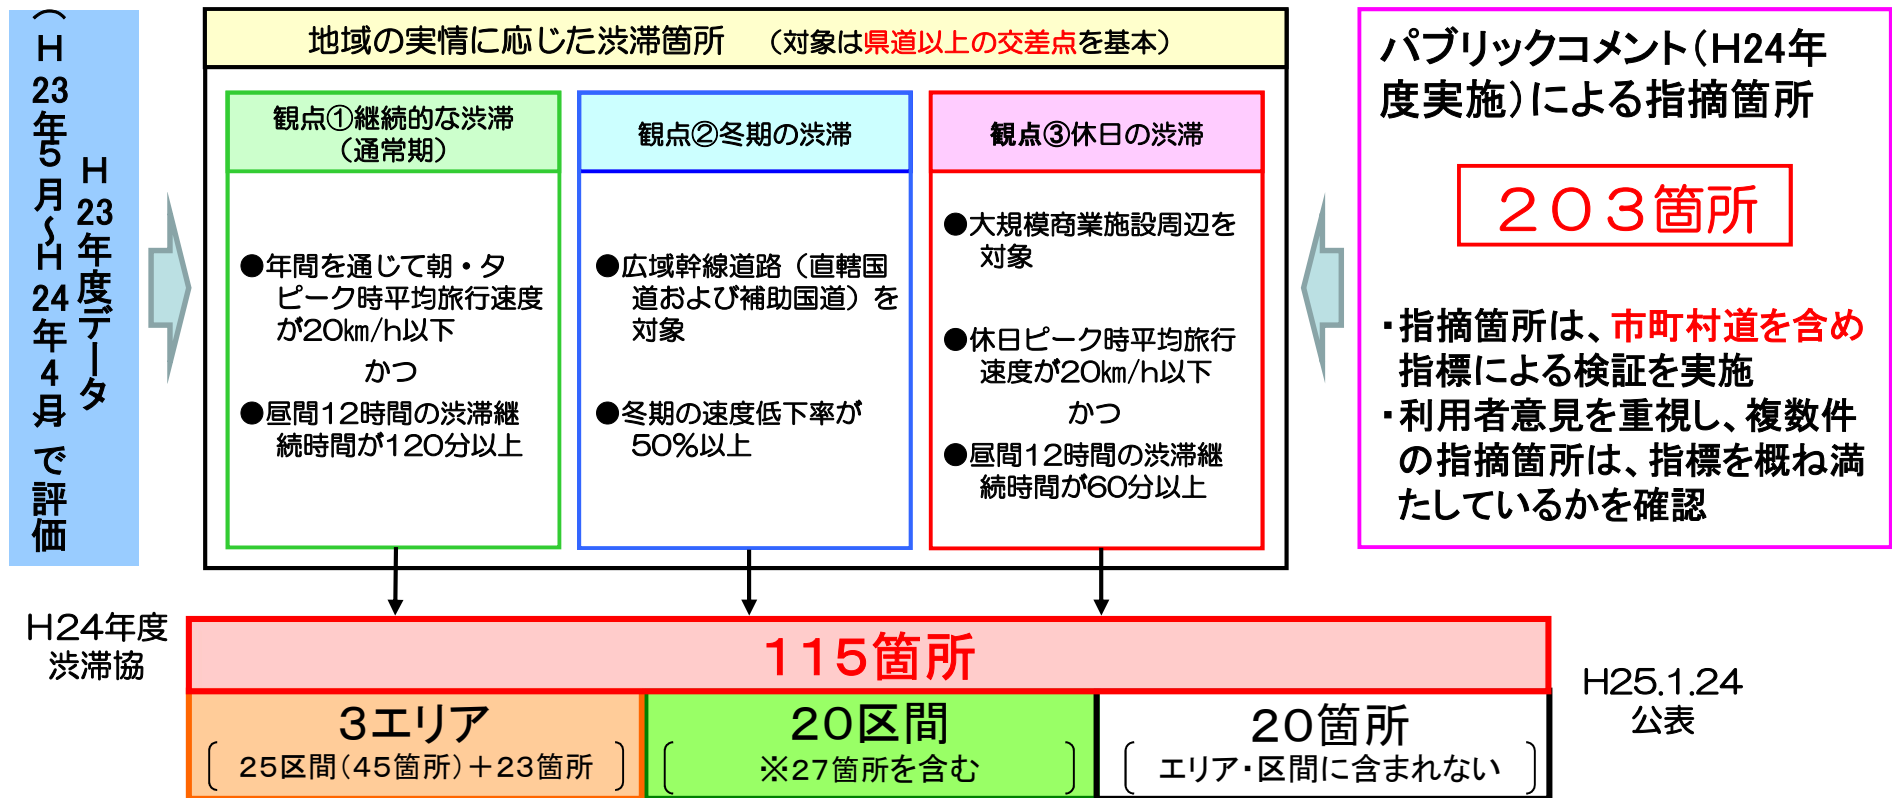 H23年度データ
（H23年5月～H24年4月）で評価
地域の実情に応じた渋滞箇所　（対象は県道以上の交差点を基本）
観点①継続的な渋滞
（通常期）
●年間を通じて朝・夕
ピーク時平均旅行速度
が20km/h以下
かつ
●昼間12時間の渋滞継
続時間が120分以上
観点②冬期の渋滞
●広域幹線道路（直轄国
道および補助国道）を
対象
●冬期の速度低下率が
50%以上
観点③休日の渋滞
●大規模商業施設周辺を
対象
●休日ピーク時平均旅行
速度が20km/h以下
かつ
●昼間12時間の渋滞継
続時間が60分以上
パブリックコメント（H24年
度実施）による指摘箇所
２０３箇所
・指摘箇所は、市町村道を含め
指標による検証を実施
・利用者意見を重視し、複数件
の指摘箇所は、指標を概ね満
たしているかを確認
H24年度
渋滞協
１１５箇所
H25.1.24
公表
３エリア
25区間（45箇所）＋23箇所
２０区間
※27箇所を含む
２０箇所
エリア・区間に含まれない